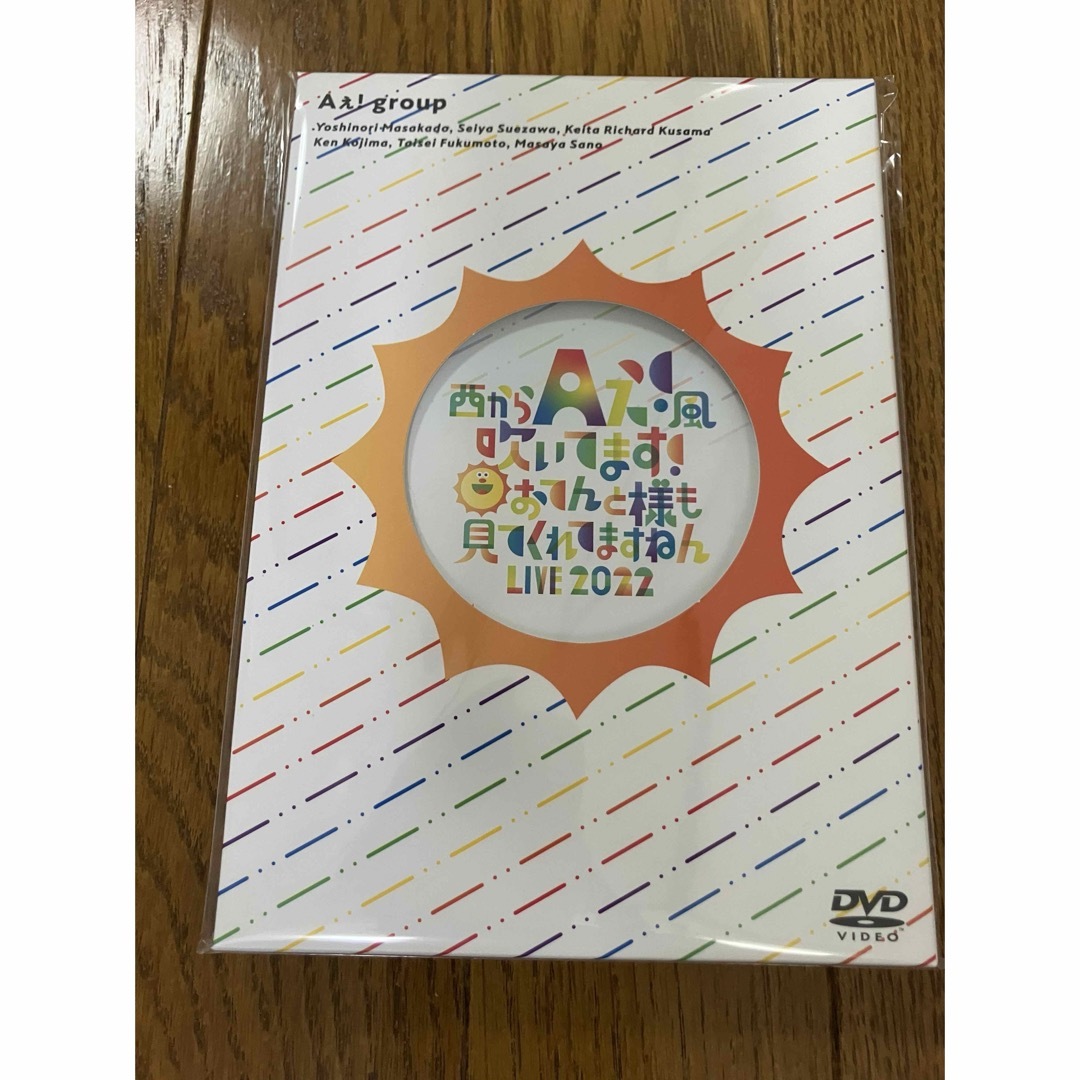 Aぇ! group
Yoshinori Masakado, Seiya Suezawa, Keita Richard Kusama
Ken Kojima, Taisei Fukumoto, Masaya Sano
西からAぇ風
吹いてます!
おてんと様も
見てくれてますねん
LIVE 2022
DVD
VIDEO™